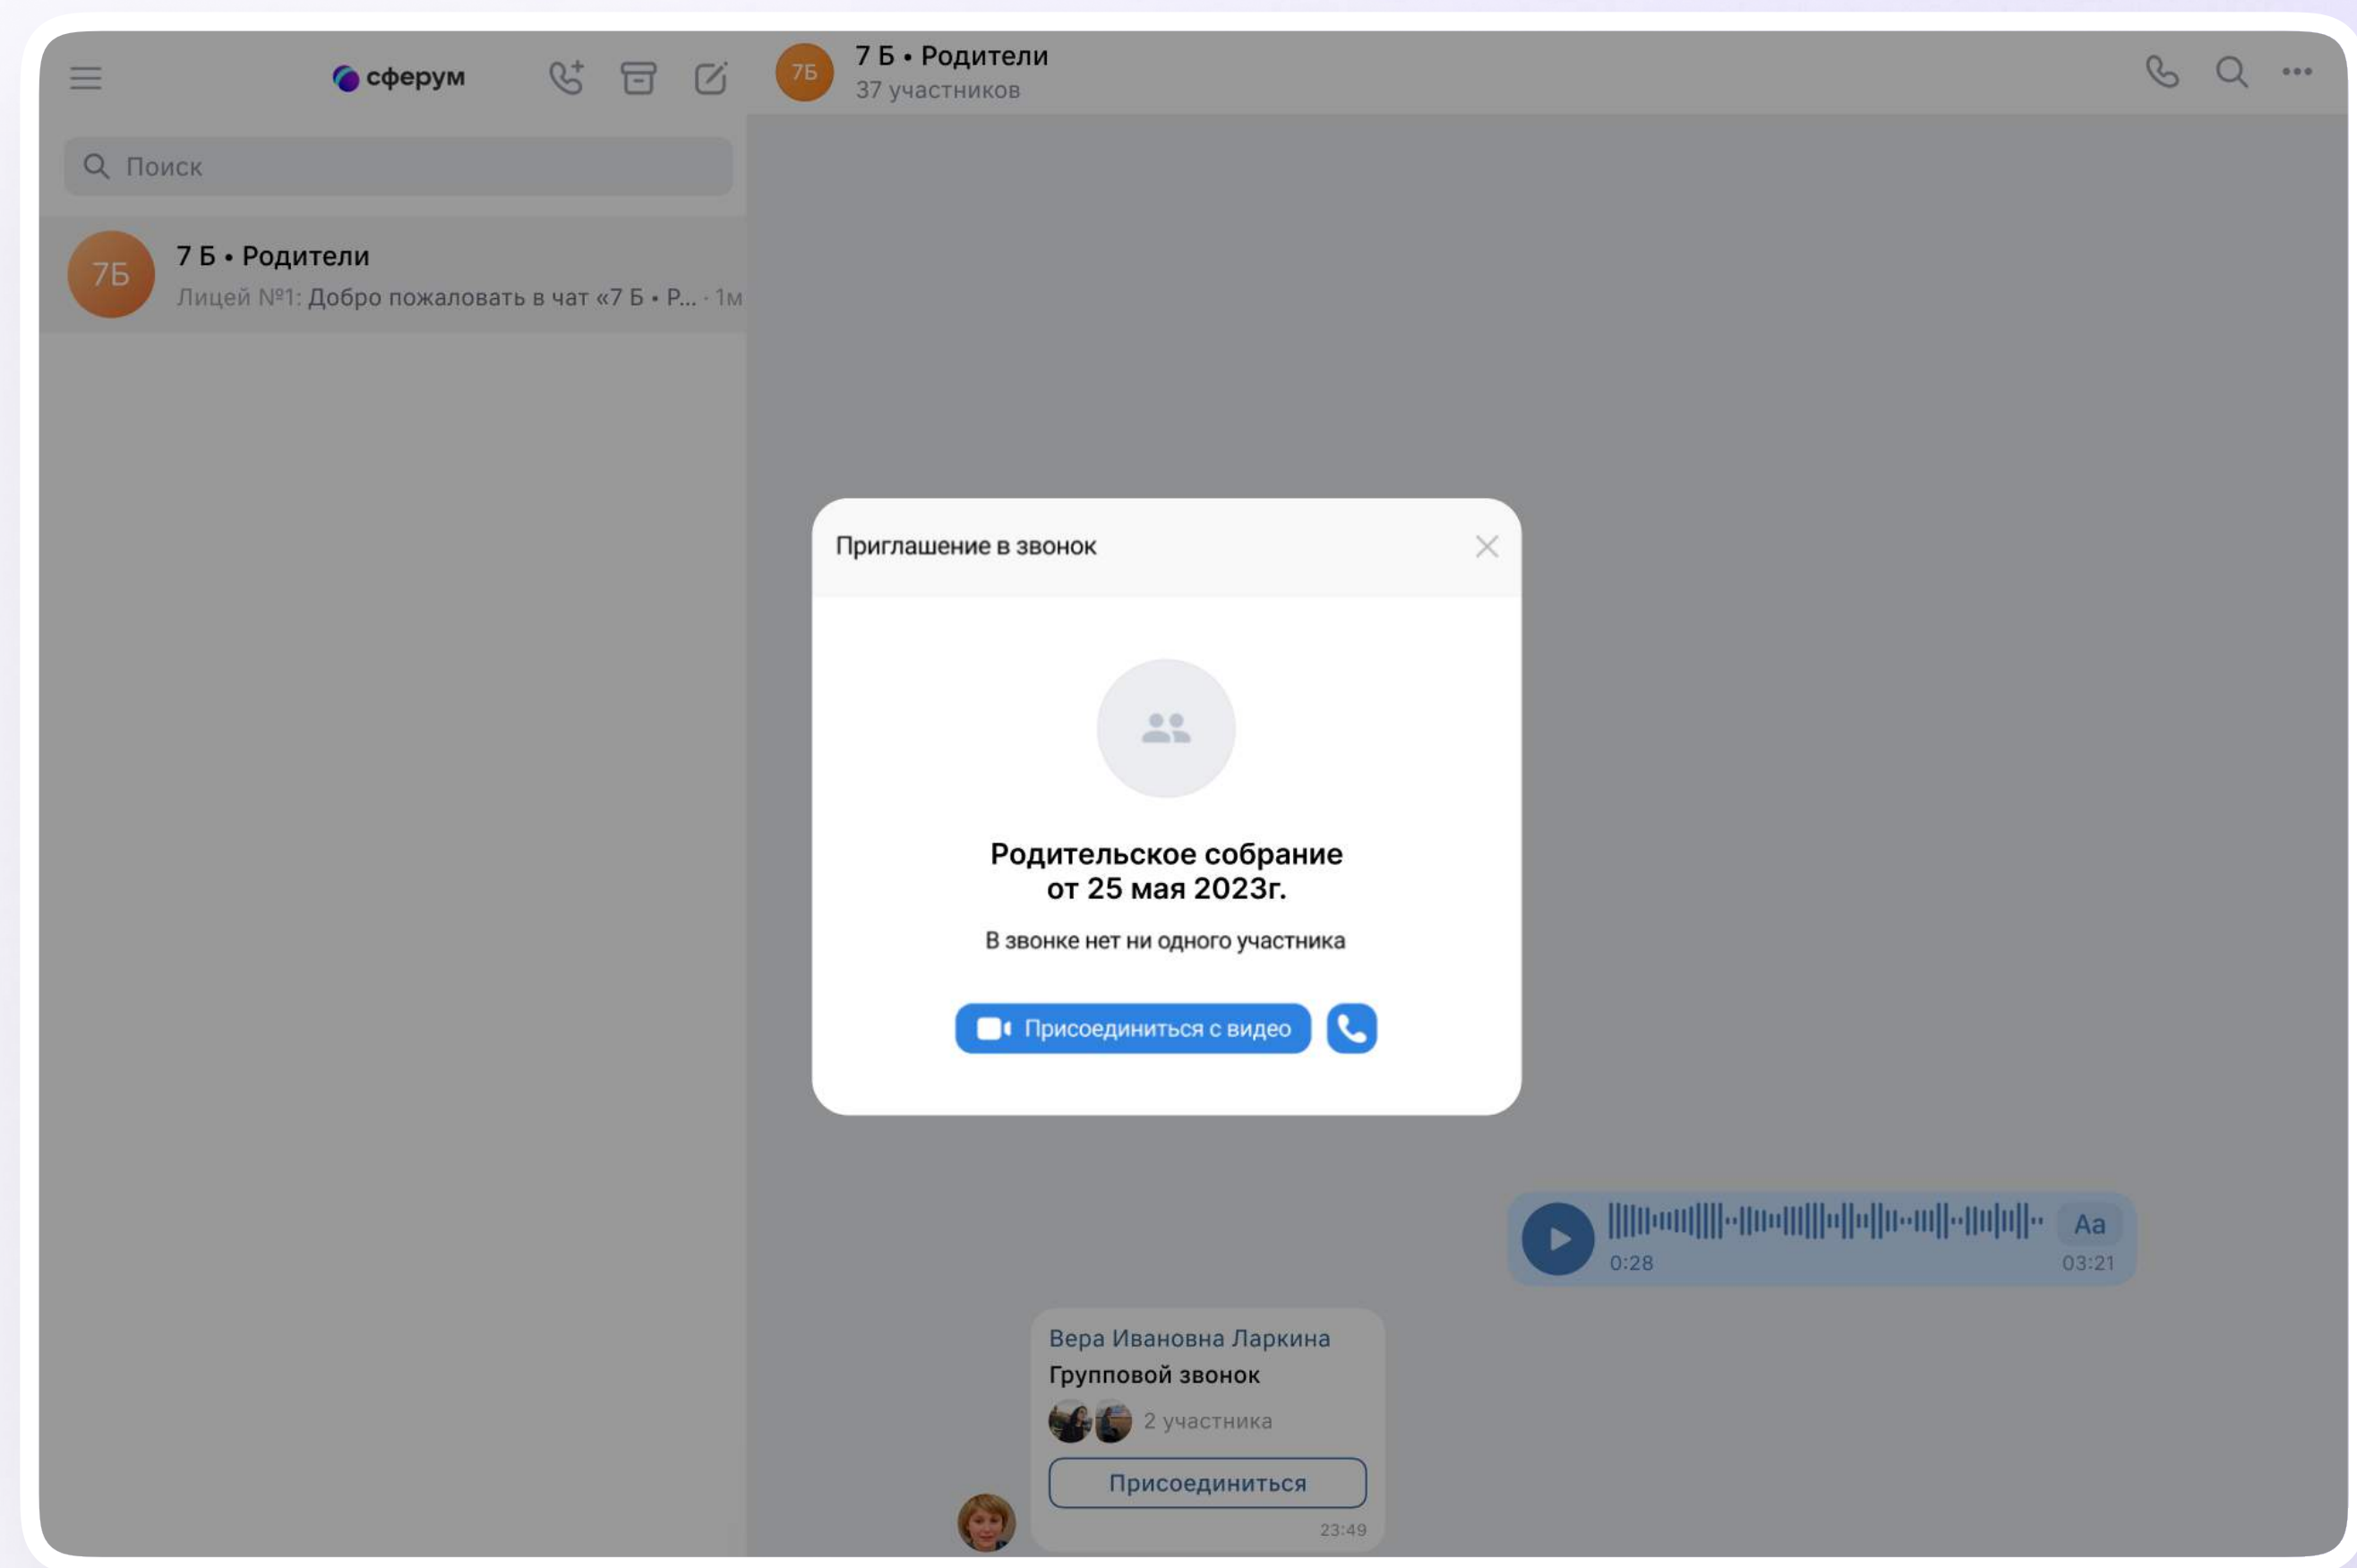 сферум
Поиск
7Б
7 Б • Родители
Лицей №1: Добро пожаловать в чат «7 Б • Р... · 1м
7Б
7 Б • Родители
37 участников
Приглашение в звонок
Родительское собрание
от 25 мая 2023г.
В звонке нет ни одного участника
Присоединиться с видео
Aa
0:28
03:21
Вера Ивановна Ларкина
Групповой звонок
2 участника
Присоединиться
23:49